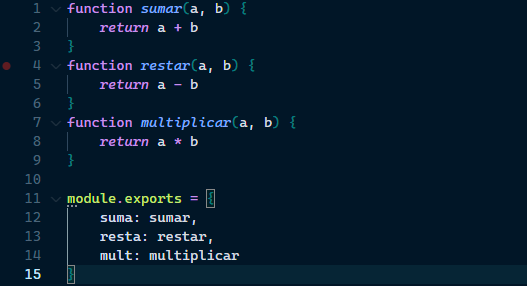 1 function sumar(a, b) {
2     return a + b
3 }
4 function restar(a, b) {
5     return a - b
6 }
7 function multiplicar(a, b) {
8     return a * b
9 }
10
11 module.exports = {
12     suma: sumar,
13     resta: restar,
14     mult: multiplicar
15 }